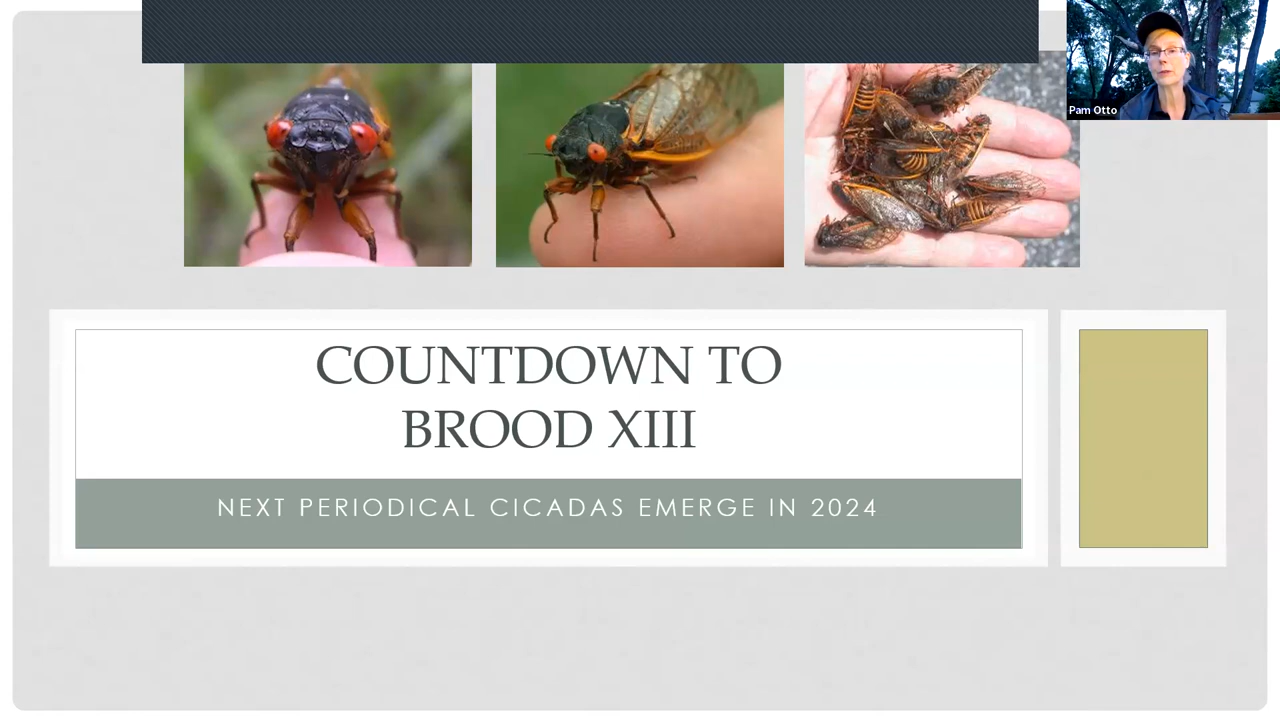 Pam Otto
COUNTDOWN TO
BROOD XIII
NEXT PERIODICAL CICADAS EMERGE IN 2024